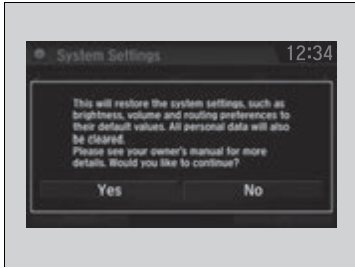 System Settings
12:34
This will restore the system settings, such as
brightness, volume and routing preferences to
their default values. All personal data will also
be cleared.
Please see your owner's manual for more
details. Would you like to continue?
Yes
No